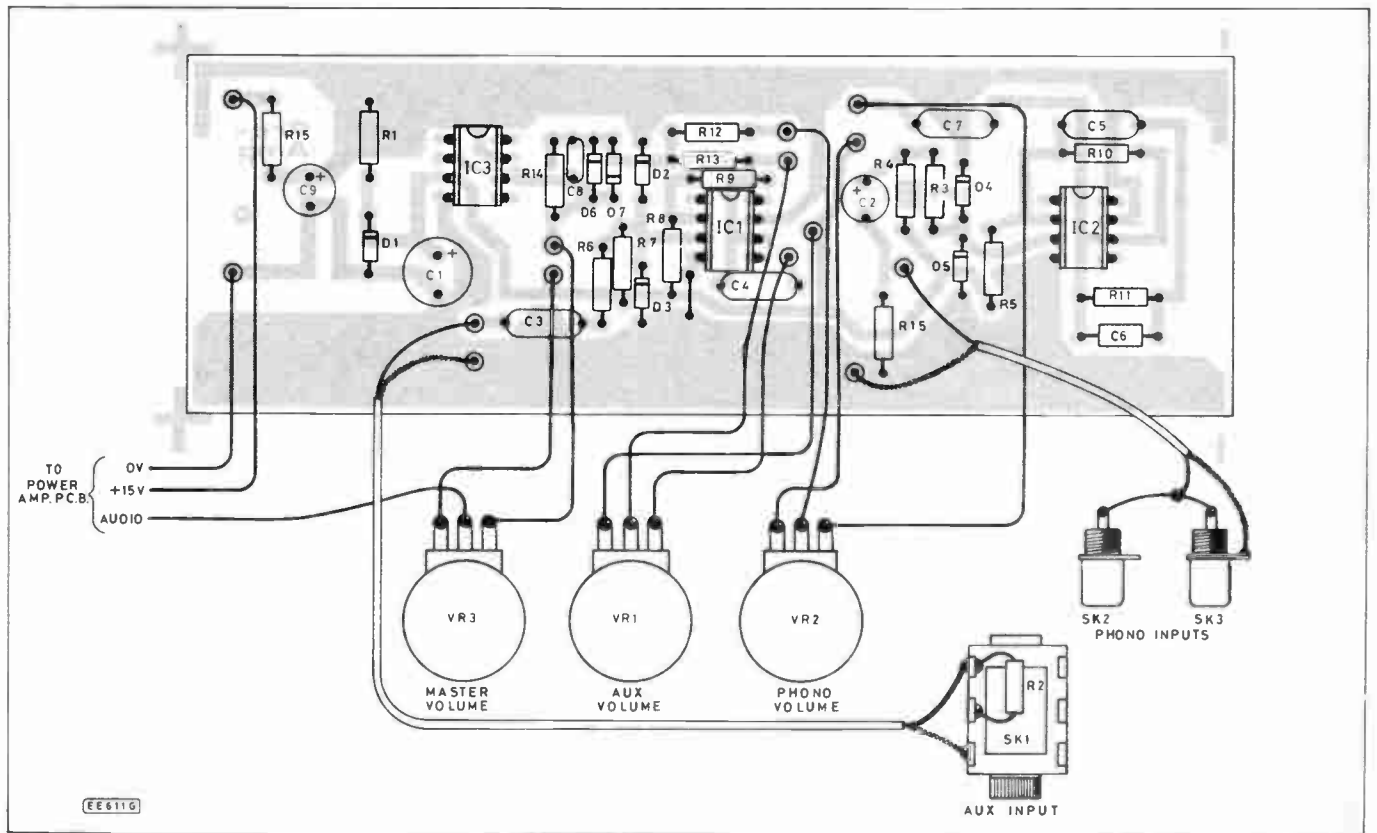 R15
R1
IC3
R14
C8
D6
D7
D2
R12
R13
R9
IC1
C7
C5
R10
C9
+
D1
C1
+
R6
R7
R8
D3
C4
C3
C2
+
R4
R3
D4
D5
R5
IC2
R11
C6
R15
TO
POWER
AMP. P.C.B.
0V
+15V
AUDIO
VR3
VR1
VR2
MASTER
VOLUME
AUX
VOLUME
PHONO
VOLUME
SK2
SK3
PHONO INPUTS
R2
SK1
AUX INPUT
EE611G